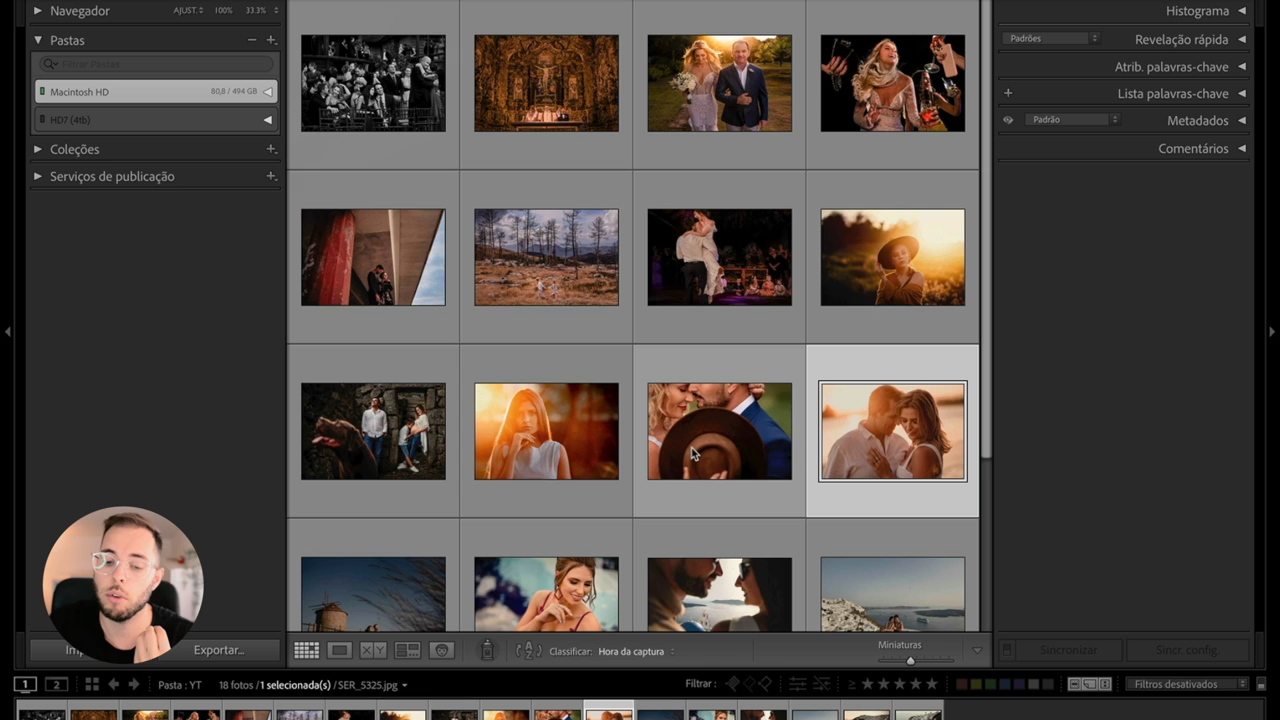 Navegador
AJUST.
100%
33.3%
Pastas
Filtrar Pastas
Macintosh HD
80,8 / 494 GB
HD7 (4tb)
Coleções
Serviços de publicação
Exportar...
Histograma
Padrões
Revelação rápida
Atrib. palavras-chave
Lista palavras-chave
Padrão
Metadados
Comentários
X Y
A Z
Classificar: Hora da captura
Miniaturas
Sincronizar
Sincr. config.
1
2
Pasta : YT
18 fotos /1 selecionada(s) /SER_5325.jpg
Filtrar :
Filtros desativados